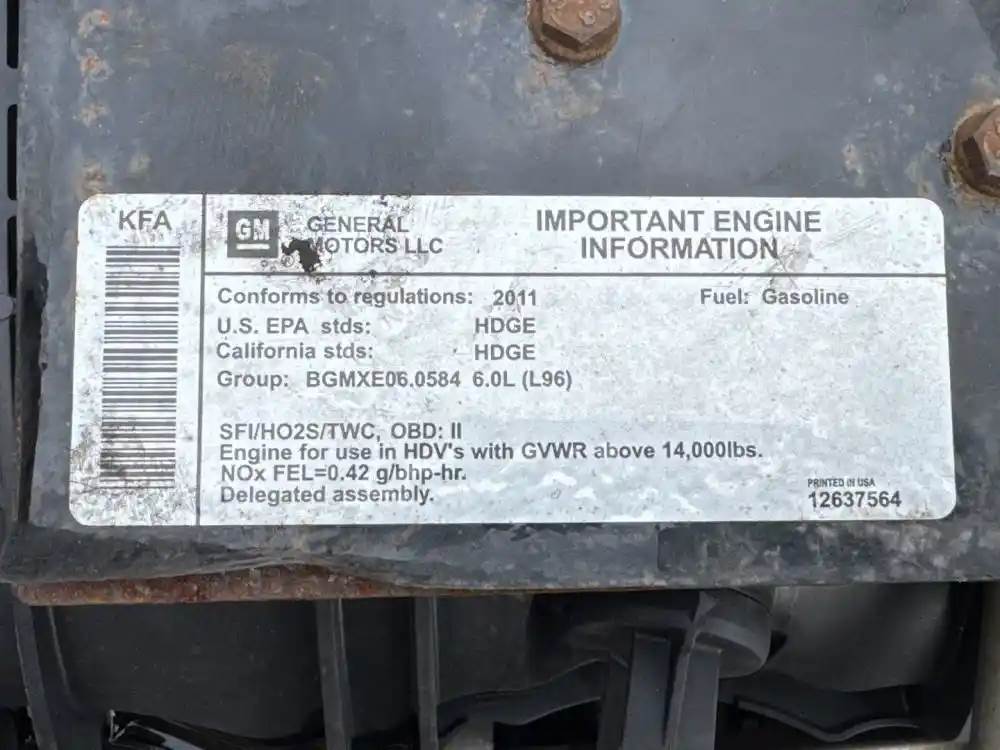 KFA
GM
GENERAL
MOTORS LLC
IMPORTANT ENGINE
INFORMATION
Conforms to regulations: 2011
Fuel: Gasoline
U.S. EPA stds: HDGE
California stds: HDGE
Group: BGMXE06.0584 6.0L (L96)
SFI/HO2S/TWC, OBD: II
Engine for use in HDV's with GVWR above 14,000lbs.
NOx FEL=0.42 g/bhp-hr.
Delegated assembly.
PRINTED IN USA
12637564